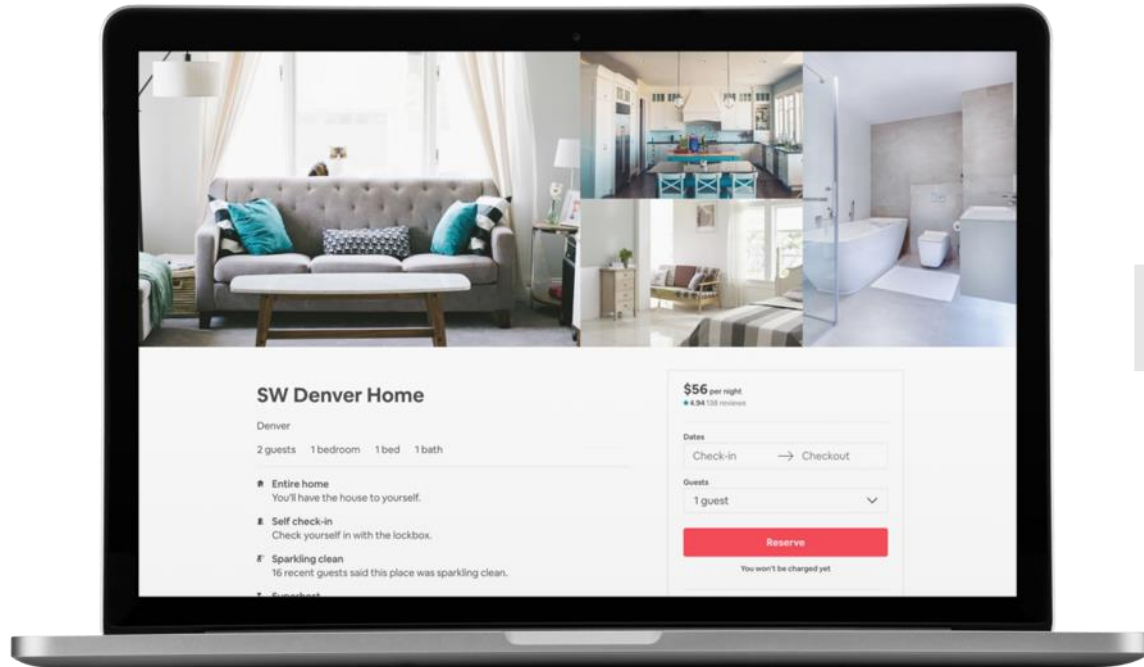 SW Denver Home
Denver
2 guests 1 bedroom 1 bed 1 bath
Entire home
You'll have the house to yourself.
Self check-in
Check yourself in with the lockbox.
Sparkling clean
16 recent guests said this place was sparkling clean.
Superhost
$56 per night
4.94 138 reviews
Dates
Check-in → Checkout
Guests
1 guest
Reserve
You won't be charged yet